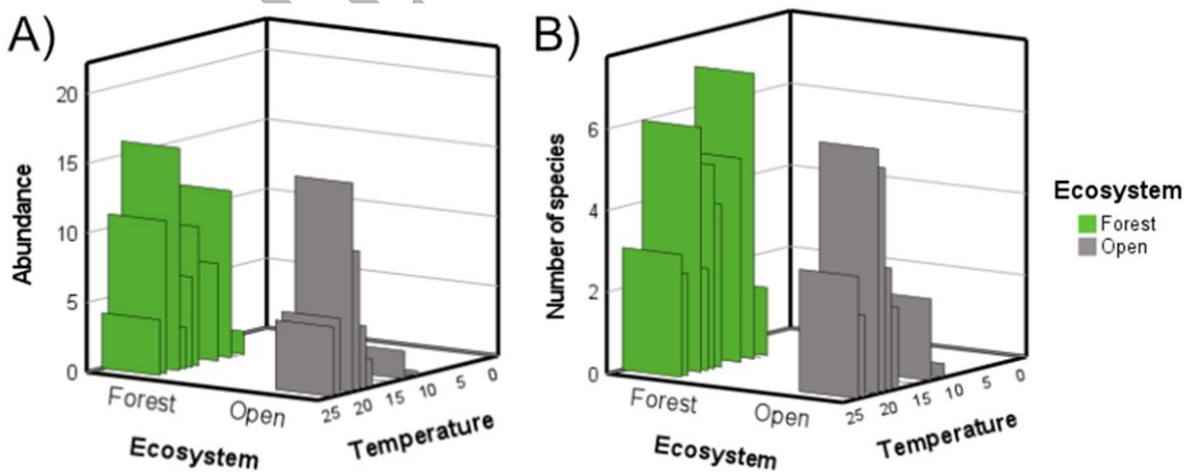 A)
Abundance
20
15
10
5
0
Forest
Open
Ecosystem
25
20
15
10
5
0
Temperature
B)
Number of species
6
4
2
0
Forest
Open
Ecosystem
25
20
15
10
5
0
Temperature
Ecosystem
Forest
Open